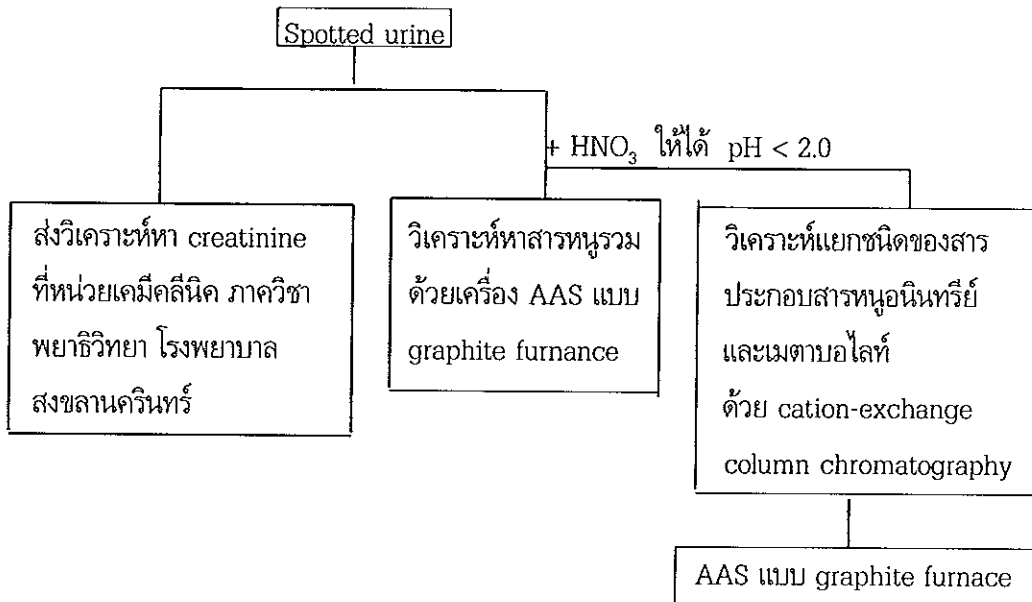 Spotted urine
+ HNO₃ ให้ได้ pH < 2.0
ส่งวิเคราะห์หา creatinine
ที่หน่วยเคมีคลีนิค ภาควิชา
พยาธิวิทยา โรงพยาบาล
สงขลานครินทร์
วิเคราะห์หาสารหนูรวม
ด้วยเครื่อง AAS แบบ
graphite furnance
วิเคราะห์แยกชนิดของสาร
ประกอบสารหนูอนินทรีย์
และเมตาบอไลท์
ด้วย cation-exchange
column chromatography
AAS แบบ graphite furnace